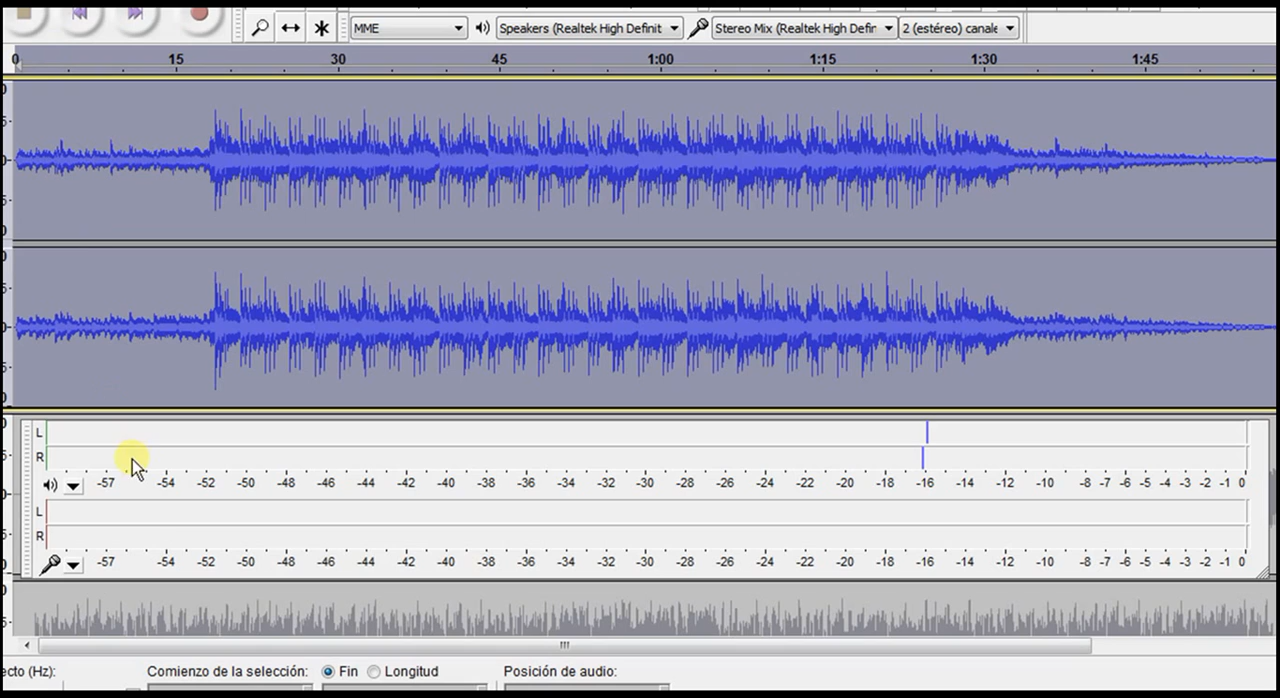 MME Speakers (Realtek High Definit Stereo Mix (Realtek High Defin 2 (estéreo) canale
0 15 30 45 1:00 1:15 1:30 1:45
L
R
-57 -54 -52 -50 -48 -46 -44 -42 -40 -38 -36 -34 -32 -30 -28 -26 -24 -22 -20 -18 -16 -14 -12 -10 -8 -7 -6 -5 -4 -3 -2 -1 0
L
R
-57 -54 -52 -50 -48 -46 -44 -42 -40 -38 -36 -34 -32 -30 -28 -26 -24 -22 -20 -18 -16 -14 -12 -10 -8 -7 -6 -5 -4 -3 -2 -1 0
ecto (Hz): Comienzo de la selección: Fin Longitud Posición de audio: